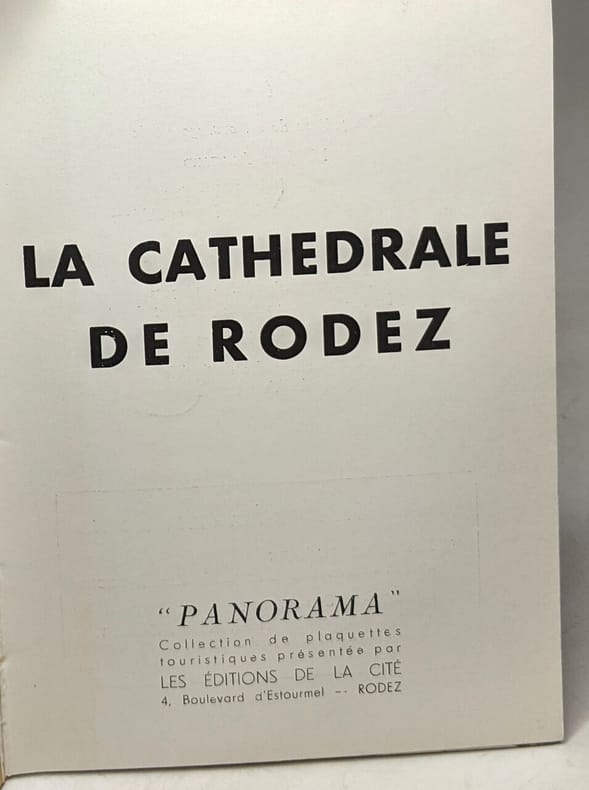 LA CATHEDRALE
DE RODEZ
“PANORAMA”
Collection de plaquettes
touristiques présentée par
LES ÉDITIONS DE LA CITÉ
4, Boulevard d'Estourmel -- RODEZ